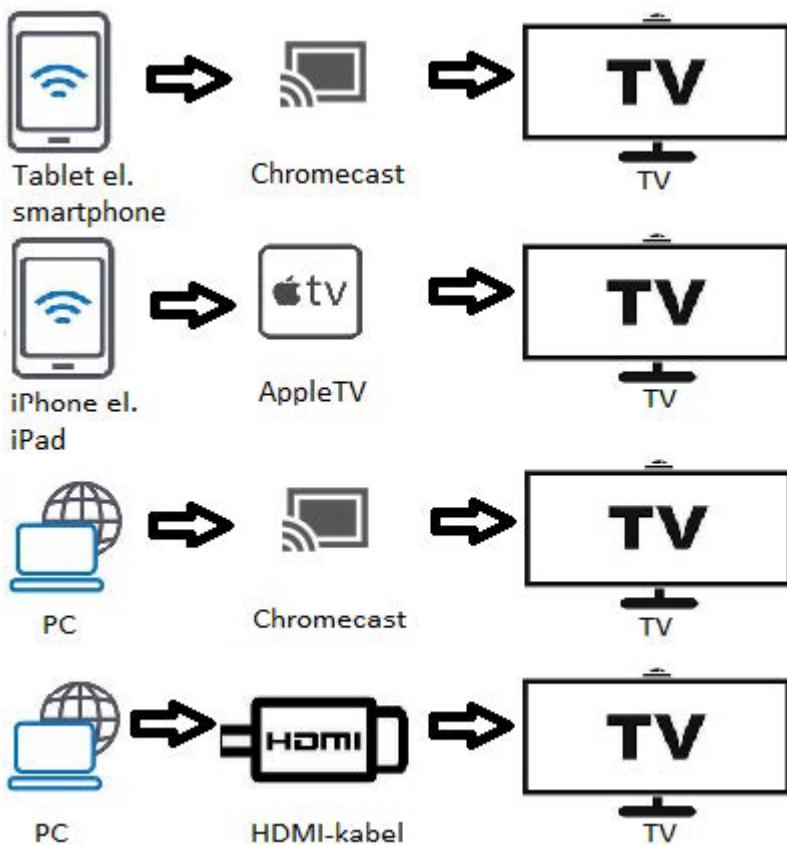 TV
Tablet el.
smartphone
Chromecast
TV
tv
TV
iPhone el.
iPad
AppleTV
TV
TV
PC
Chromecast
TV
HDMI
TV
PC
HDMI-kabel
TV